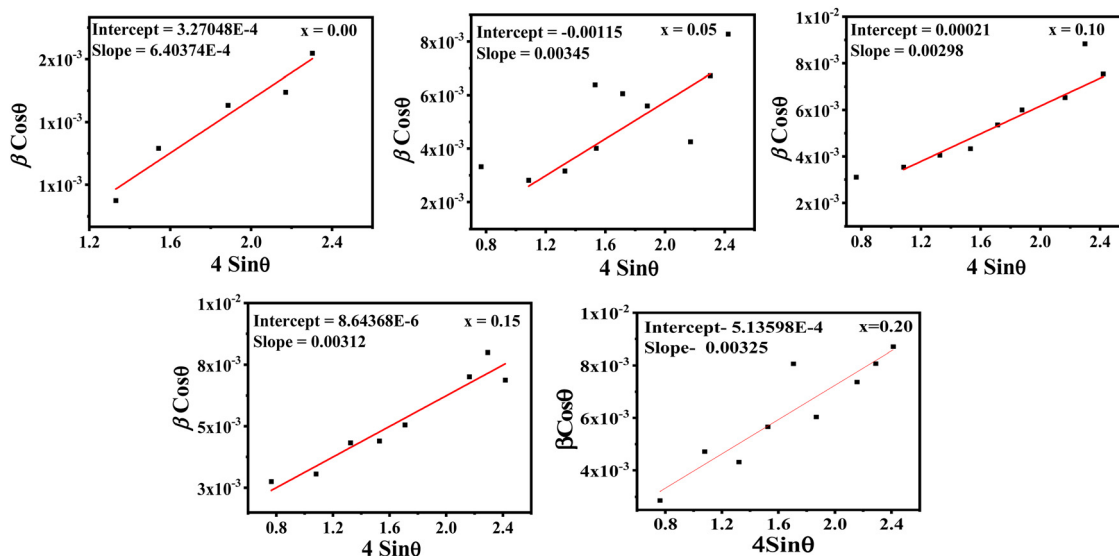 Intercept = 3.27048E-4 x = 0.00
Slope = 6.40374E-4
2x10⁻³
1x10⁻³
1x10⁻³
β Cosθ
1.2 1.6 2.0 2.4
4 Sinθ
Intercept = -0.00115 x = 0.05
Slope = 0.00345
8x10⁻³
6x10⁻³
4x10⁻³
2x10⁻³
β Cosθ
0.8 1.2 1.6 2.0 2.4
4 Sinθ
1x10⁻²
Intercept = 0.00021 x = 0.10
Slope = 0.00298
8x10⁻³
6x10⁻³
4x10⁻³
2x10⁻³
β Cosθ
0.8 1.2 1.6 2.0 2.4
4 Sinθ
1x10⁻²
Intercept = 8.64368E-6 x = 0.15
Slope = 0.00312
8x10⁻³
5x10⁻³
3x10⁻³
β Cosθ
0.8 1.2 1.6 2.0 2.4
4 Sinθ
1x10⁻²
Intercept- 5.13598E-4 x=0.20
Slope- 0.00325
8x10⁻³
6x10⁻³
4x10⁻³
βCosθ
0.8 1.2 1.6 2.0 2.4
4Sinθ